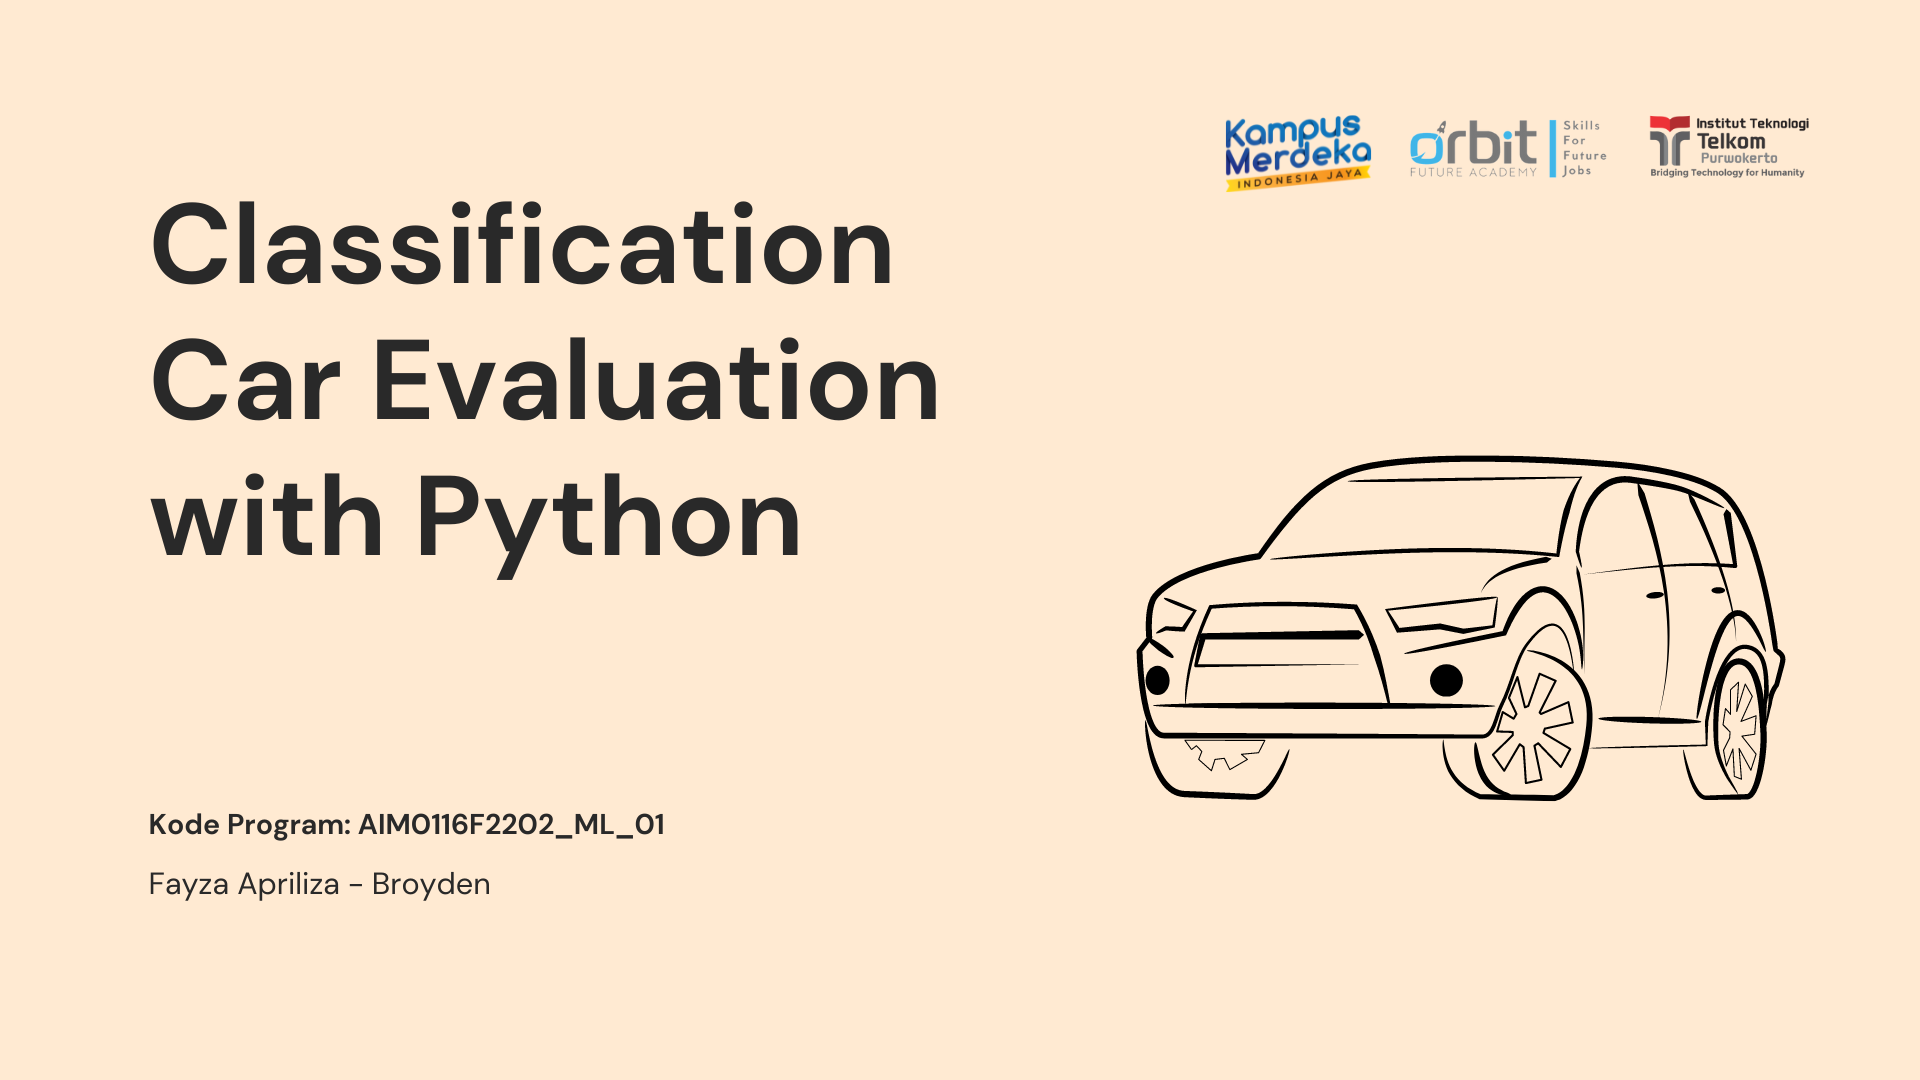 Kampus
Merdeka
INDONESIA JAYA
orbit
FUTURE ACADEMY
Skills
For
Future
Jobs
Institut Teknologi
Telkom
Purwokerto
Bridging Technology for Humanity
Classification
Car Evaluation
with Python
Kode Program: AIM0116F2202_ML_01
Fayza Apriliza - Broyden